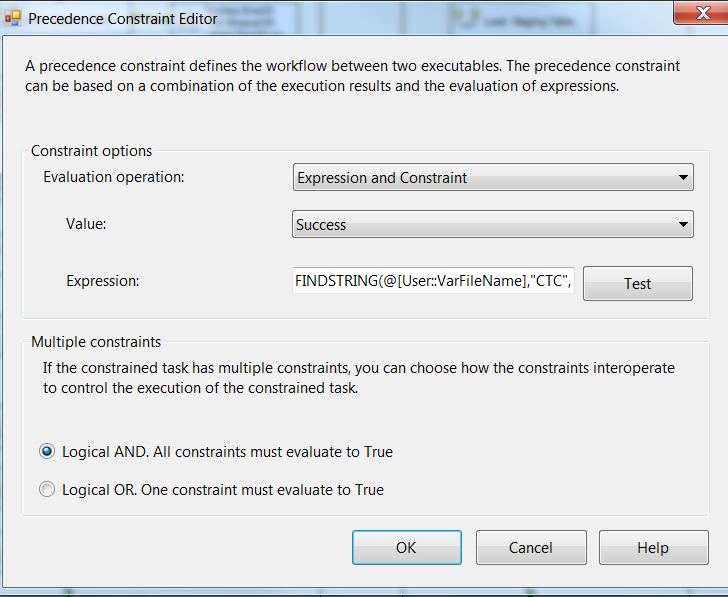 Precedence Constraint Editor
A precedence constraint defines the workflow between two executables. The precedence constraint
can be based on a combination of the execution results and the evaluation of expressions.
Constraint options
Evaluation operation:
Expression and Constraint
Value:
Success
Expression:
FINDSTRING(@[User::VarFileName],"CTC",
Test
Multiple constraints
If the constrained task has multiple constraints, you can choose how the constraints interoperate
to control the execution of the constrained task.
Logical AND. All constraints must evaluate to True
Logical OR. One constraint must evaluate to True
OK
Cancel
Help